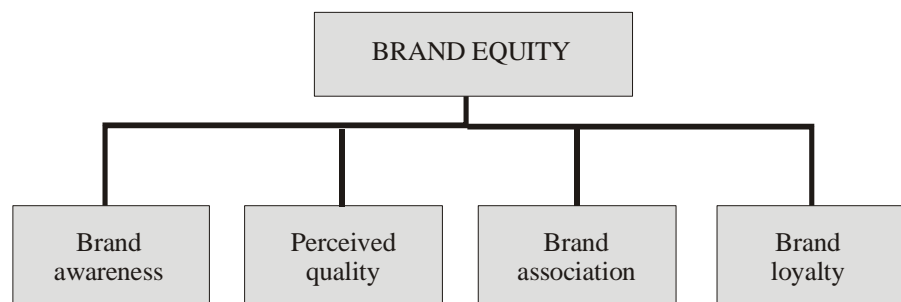 BRAND EQUITY
Brand
awareness
Perceived
quality
Brand
association
Brand
loyalty